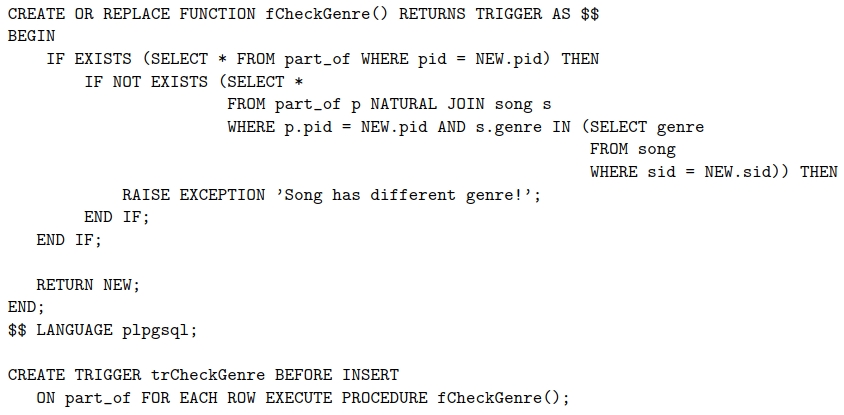 CREATE OR REPLACE FUNCTION fCheckGenre() RETURNS TRIGGER AS $$
BEGIN
    IF EXISTS (SELECT * FROM part_of WHERE pid = NEW.pid) THEN
        IF NOT EXISTS (SELECT *
                       FROM part_of p NATURAL JOIN song s
                       WHERE p.pid = NEW.pid AND s.genre IN (SELECT genre
                                                             FROM song
                                                             WHERE sid = NEW.sid)) THEN
            RAISE EXCEPTION ’Song has different genre!’;
        END IF;
   END IF;

   RETURN NEW;
END;
$$ LANGUAGE plpgsql;

CREATE TRIGGER trCheckGenre BEFORE INSERT
   ON part_of FOR EACH ROW EXECUTE PROCEDURE fCheckGenre();